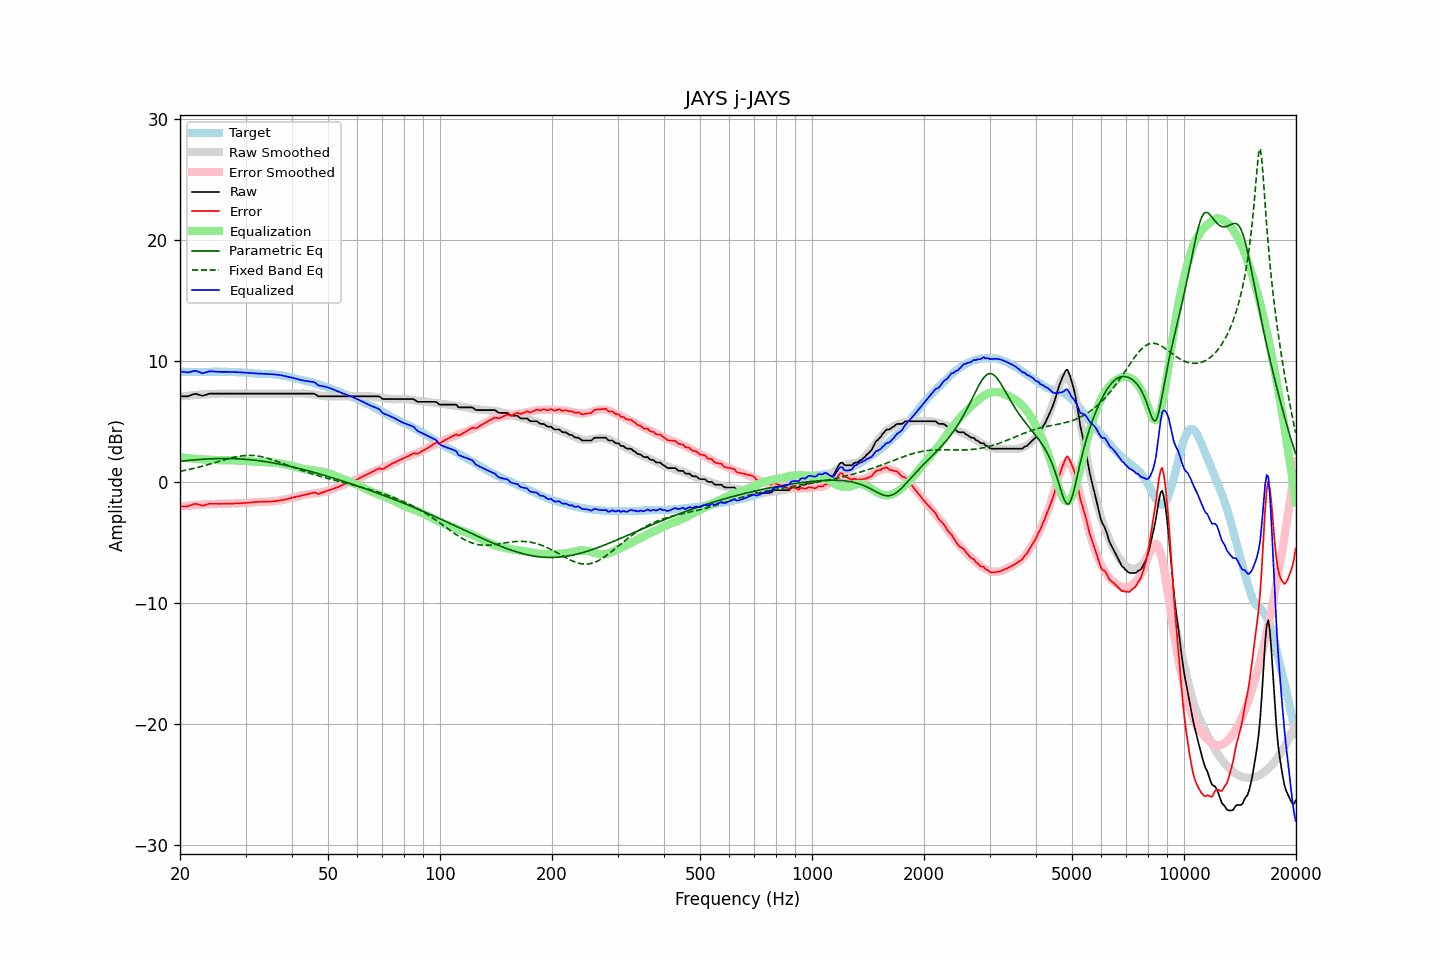 JAYS j-JAYS
30
20
10
0
−10
−20
−30
Amplitude (dBr)
Target
Raw Smoothed
Error Smoothed
Raw
Error
Equalization
Parametric Eq
Fixed Band Eq
Equalized
20 50 100 200 500 1000 2000 5000 10000 20000
Frequency (Hz)